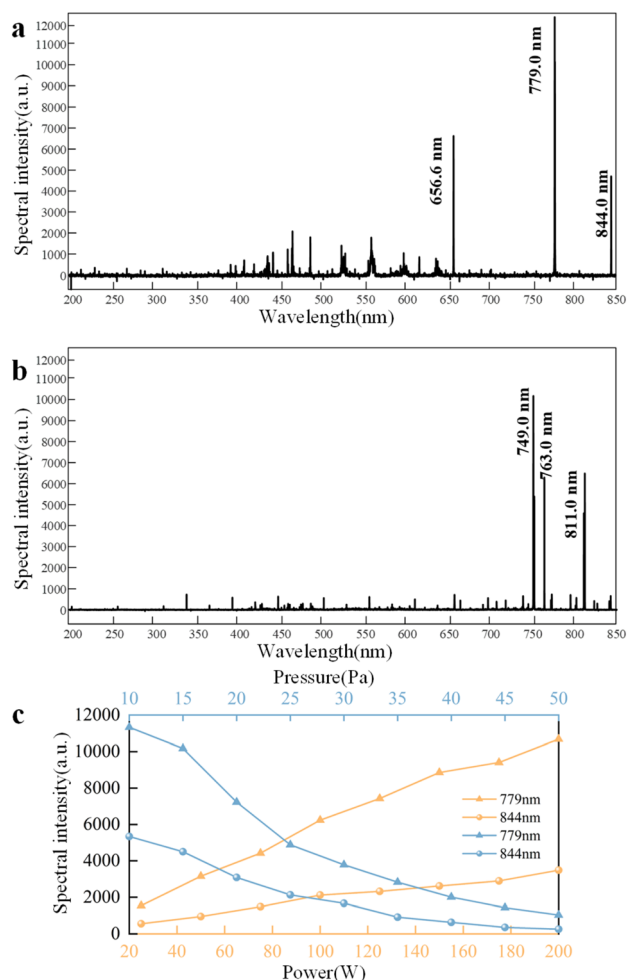 a
12000
11000
10000
9000
8000
7000
6000
5000
4000
3000
2000
1000
0
Spectral intensity(a.u.)
656.6 nm
779.0 nm
844.0 nm
200 250 300 350 400 450 500 550 600 650 700 750 800 850
Wavelength(nm)
b
12000
11000
10000
9000
8000
7000
6000
5000
4000
3000
2000
1000
0
Spectral intensity(a.u.)
749.0 nm
763.0 nm
811.0 nm
200 250 300 350 400 450 500 550 600 650 700 750 800 850
Wavelength(nm)
Pressure(Pa)
10 15 20 25 30 35 40 45 50
c
12000
10000
8000
6000
4000
2000
0
Spectral intensity(a.u.)
779nm
844nm
779nm
844nm
20 40 60 80 100 120 140 160 180 200
Power(W)